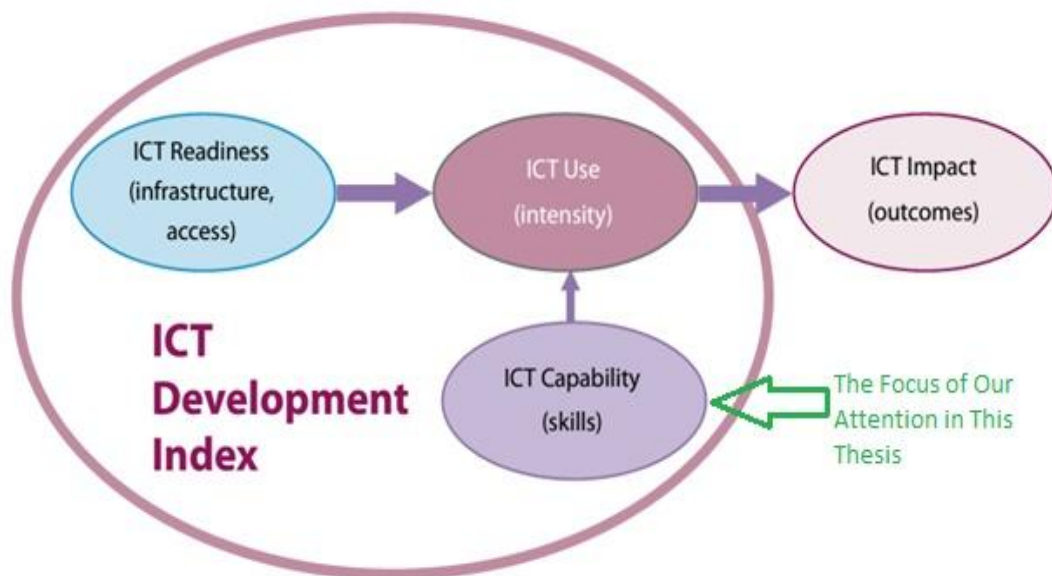 ICT Readiness
(infrastructure,
access)
ICT Use
(intensity)
ICT Impact
(outcomes)
ICT
Development
Index
ICT Capability
(skills)
The Focus of Our
Attention in This
Thesis